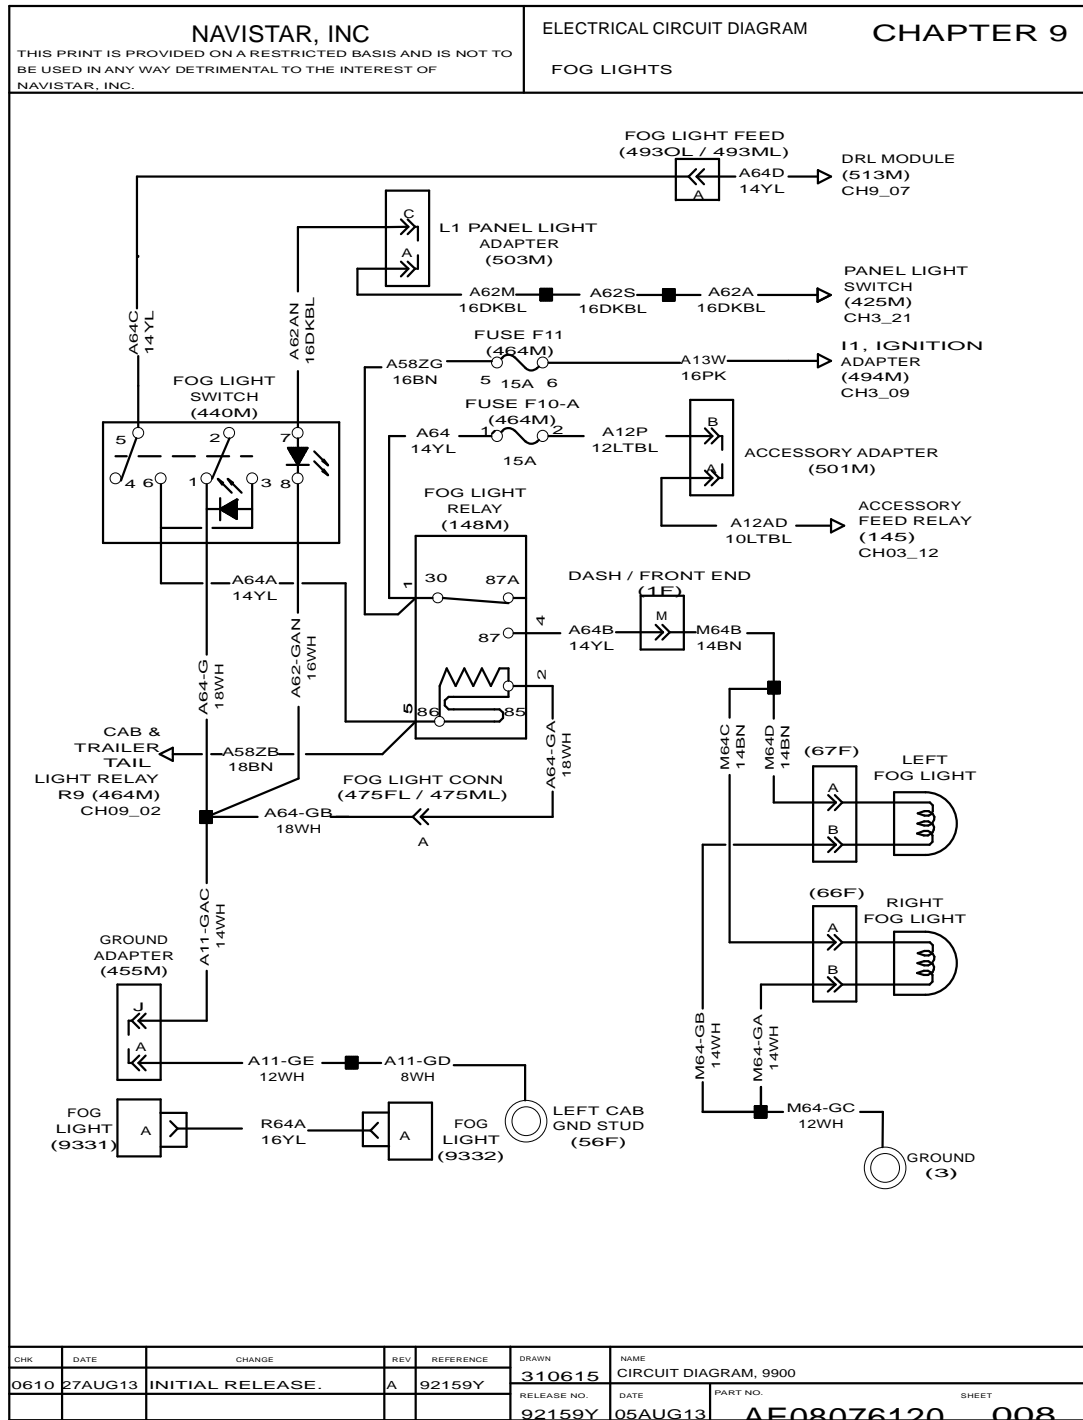 NAVISTAR, INC
THIS PRINT IS PROVIDED ON A RESTRICTED BASIS AND IS NOT TO
BE USED IN ANY WAY DETRIMENTAL TO THE INTEREST OF
NAVISTAR, INC.
ELECTRICAL CIRCUIT DIAGRAM
FOG LIGHTS
CHAPTER 9
FOG LIGHT FEED
(493OL / 493ML)
A
A64D
14YL
DRL MODULE
(513M)
CH9_07
C
A
L1 PANEL LIGHT
ADAPTER
(503M)
A62M
16DKBL
A62S
16DKBL
A62A
16DKBL
PANEL LIGHT
SWITCH
(425M)
CH3_21
A64C
14YL
A62AN
16DKBL
FUSE F11
(464M)
A58ZG
16BN
5 15A 6
A13W
16PK
I1, IGNITION
ADAPTER
(494M)
CH3_09
FOG LIGHT
SWITCH
(440M)
FUSE F10-A
(464M)
A64
14YL
1 2
15A
A12P
12LTBL
B
A
ACCESSORY ADAPTER
(501M)
5 2 7
4 6 1 3 8
A12AD
10LTBL
ACCESSORY
FEED RELAY
(145)
CH03_12
FOG LIGHT
RELAY
(148M)
1
30 87A
87
4
2
5
86 85
A64A
14YL
A64B
14YL
DASH / FRONT END
(1F)
M
M64B
14BN
A64-G
18WH
A62-GAN
16WH
A64-GA
18WH
M64C
14BN
M64D
14BN
CAB &
TRAILER
TAIL
LIGHT RELAY
R9 (464M)
CH09_02
A58ZB
18BN
FOG LIGHT CONN
(475FL / 475ML)
A
A64-GB
18WH
(67F)
A
B
LEFT
FOG LIGHT
(66F)
A
B
RIGHT
FOG LIGHT
A11-GAC
14WH
GROUND
ADAPTER
(455M)
J
A
A11-GE
12WH
A11-GD
8WH
LEFT CAB
GND STUD
(56F)
M64-GB
14WH
M64-GA
14WH
M64-GC
12WH
GROUND
(3)
FOG
LIGHT
(9331)
A
R64A
16YL
A
FOG
LIGHT
(9332)
CHK DATE CHANGE REV REFERENCE
0610 27AUG13 INITIAL RELEASE. A 92159Y
DRAWN
310615
NAME
CIRCUIT DIAGRAM, 9900
RELEASE NO.
92159Y
DATE
05AUG13
PART NO.
AE08076120
SHEET
008